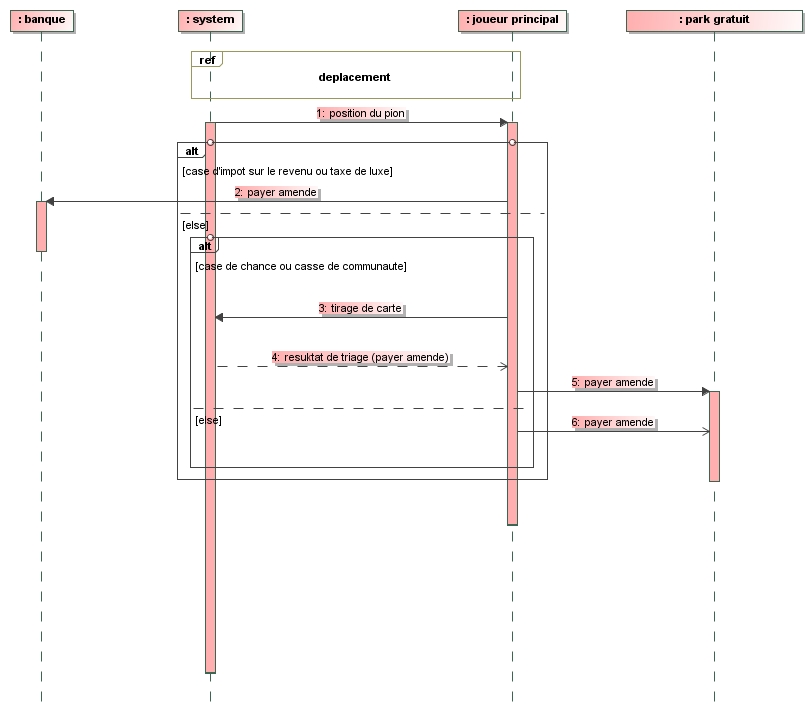 : banque
: system
: joueur principal
: park gratuit
ref
deplacement
1: position du pion
alt
[case d'impot sur le revenu ou taxe de luxe]
2: payer amende
[else]
alt
[case de chance ou casse de communaute]
3: tirage de carte
4: resuktat de triage (payer amende)
5: payer amende
[else]
6: payer amende